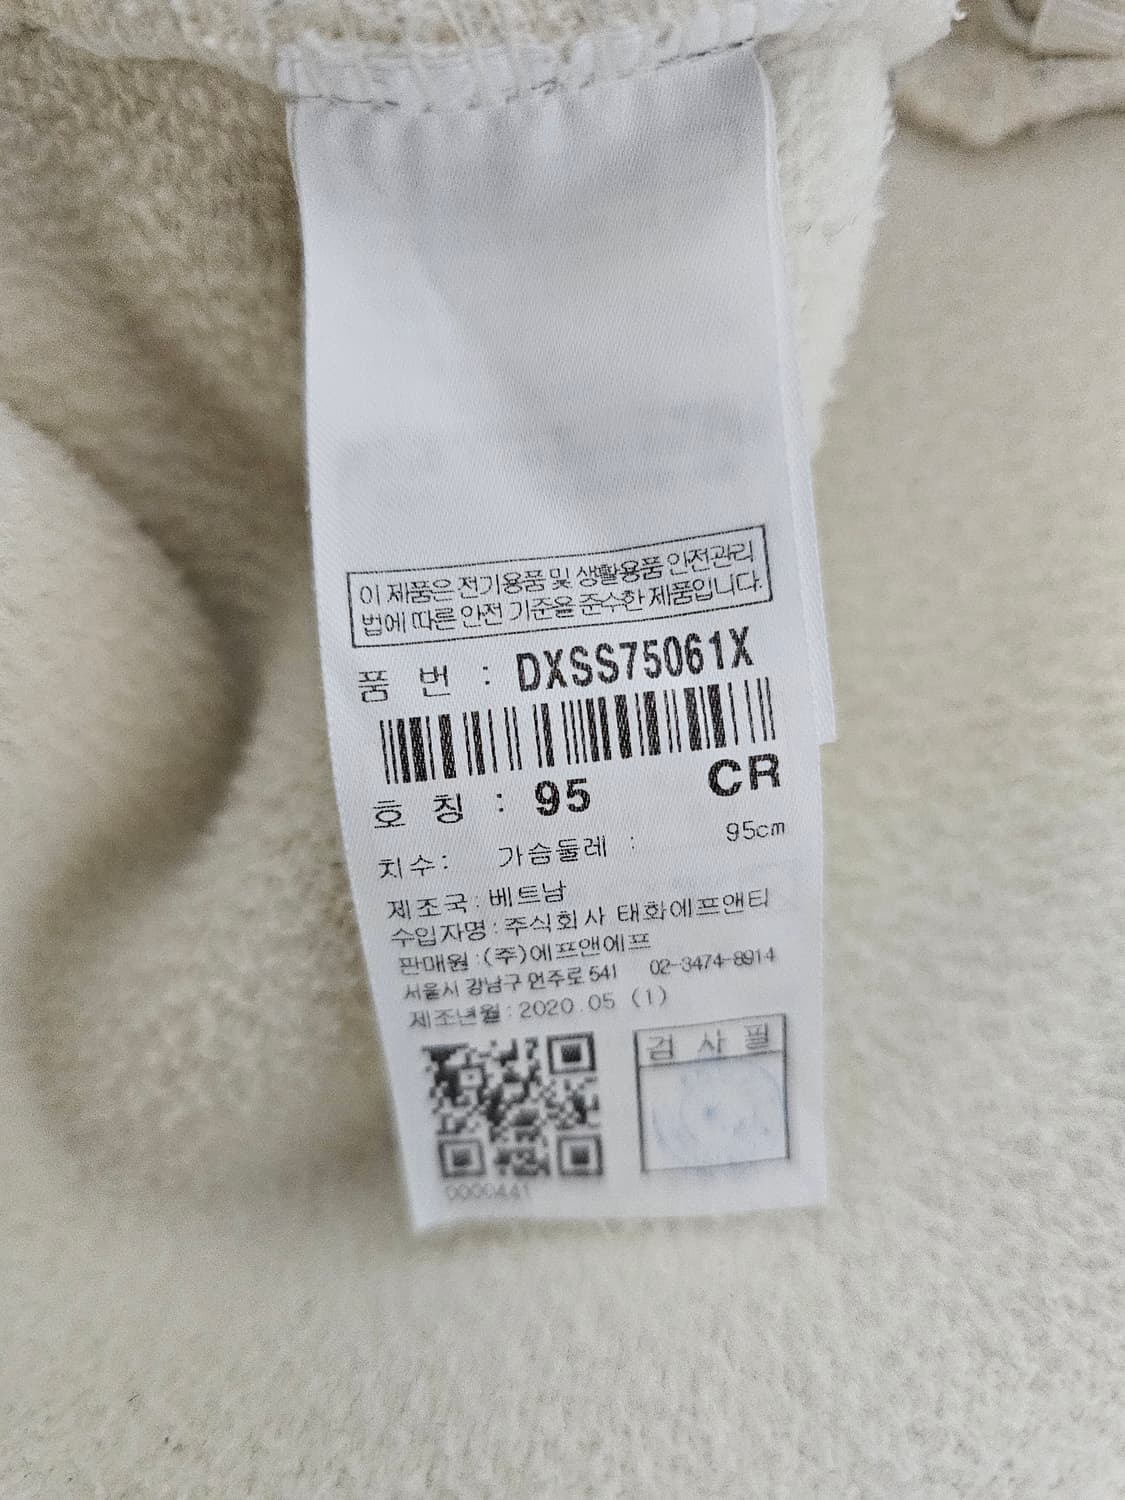 이 제품은 전기용품 및 생활용품 안전관리
법에 따른 안전 기준을 준수한 제품입니다.
품 번 : DXSS75061X
호 칭 : 95 CR
치수: 가슴둘레 : 95cm
제조국:베트남
수입자명:주식회사 태화에프앤티
판매원:(주)에프앤에프
서울시 강남구 언주로 541 02-3474-8914
제조년월:2020.05 (1)
검 사 필
0000441